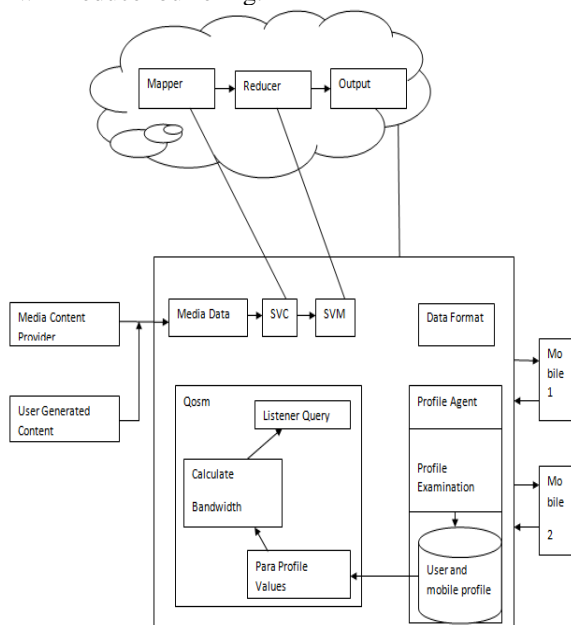 Mapper
Reducer
Output
Media Content
Provider
Media Data
SVC
SVM
Data Format
User Generated
Content
Mo
bile
1
Qosm
Listener Query
Profile Agent
Calculate
Bandwidth
Profile
Examination
Mo
bile
2
Para Profile
Values
User and
mobile profile